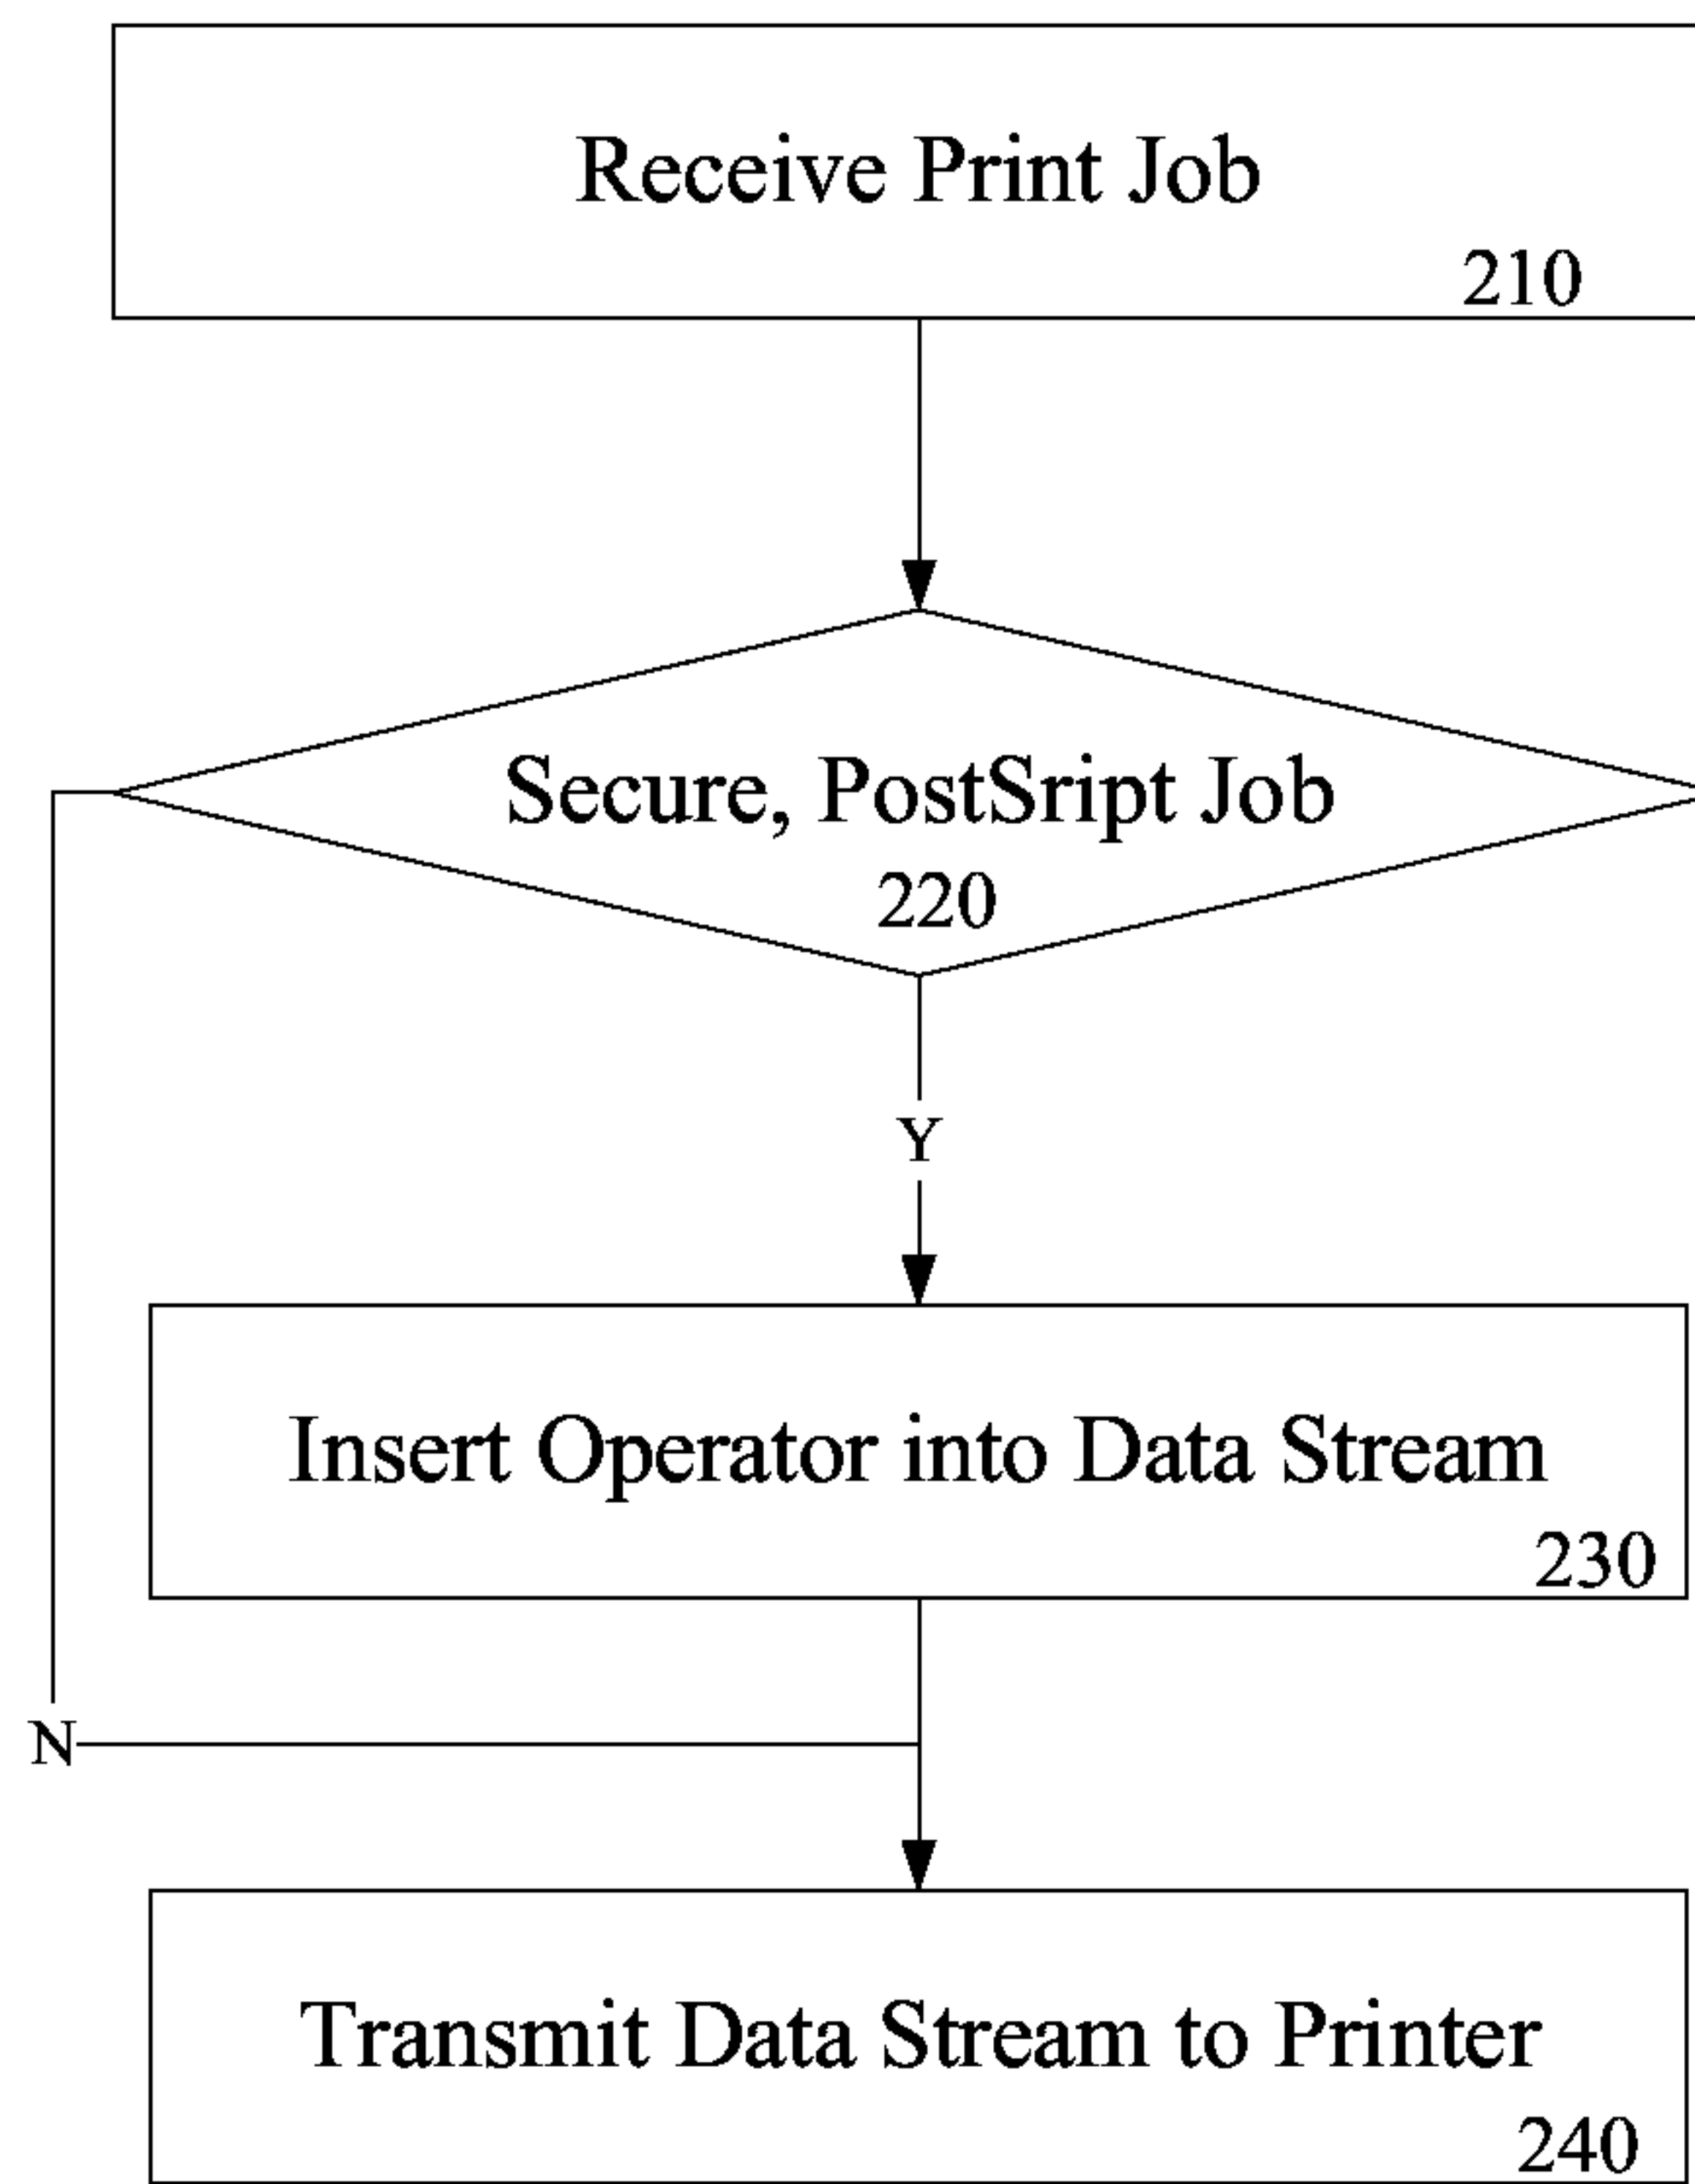 Receive Print Job
210
Secure, PostSript Job
220
Y
Insert Operator into Data Stream
230
N
Transmit Data Stream to Printer
240